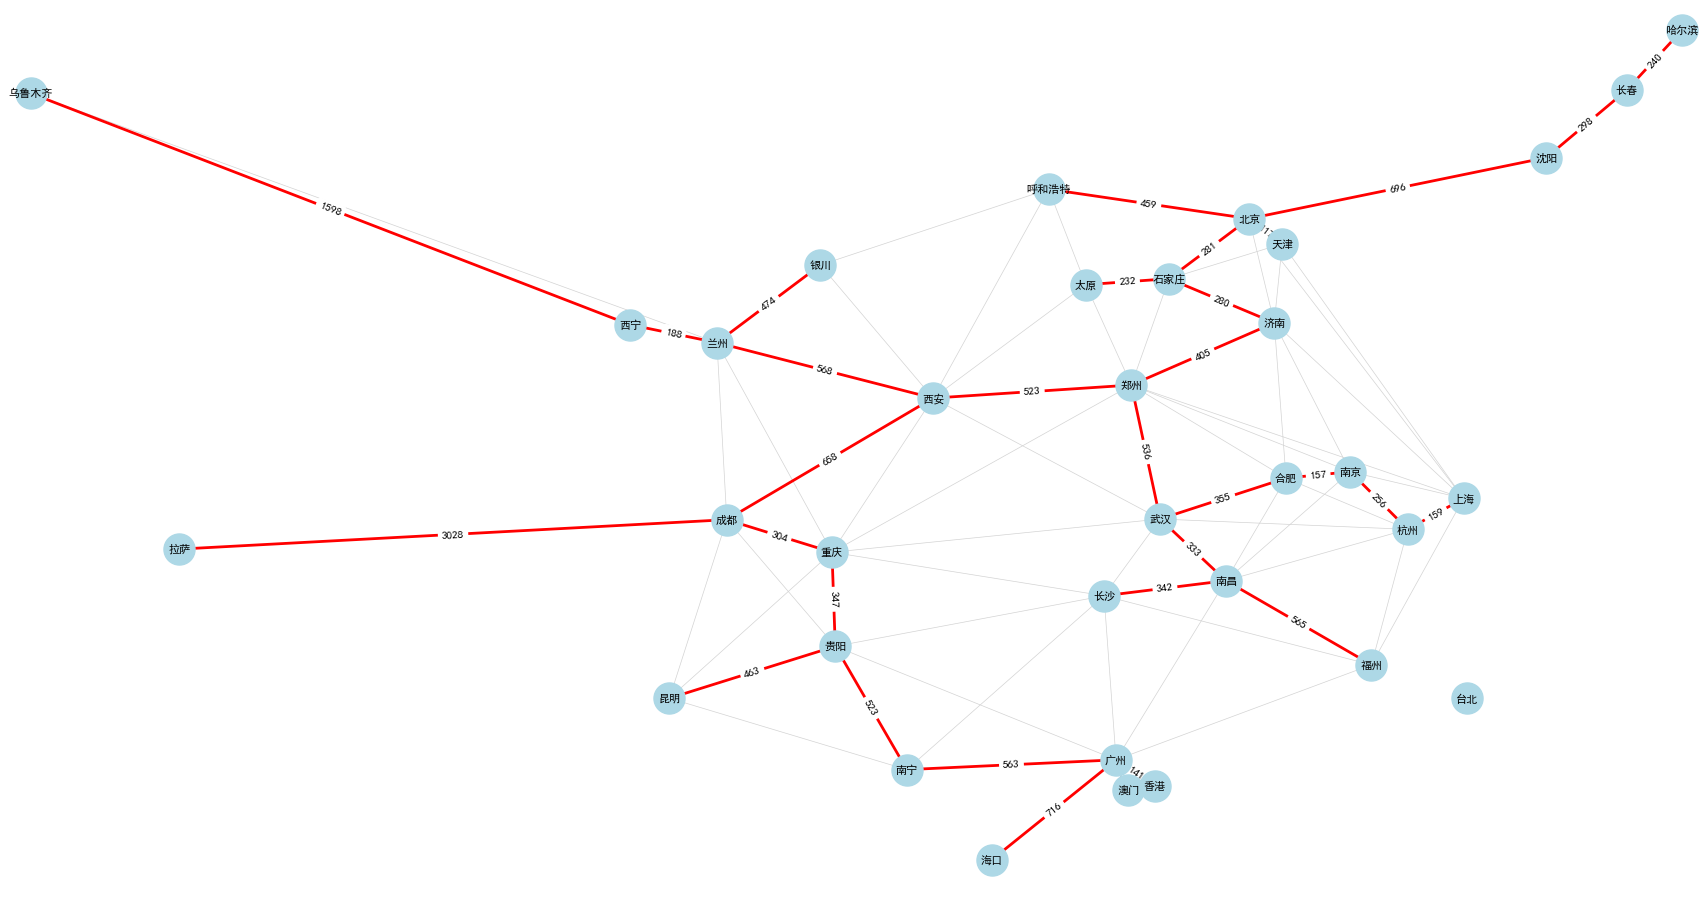 哈尔滨
240
长春
乌鲁木齐
298
沈阳
696
呼和浩特
459
1598
北京
天津
281
银川
石家庄
232
太原
280
474
西宁
188
兰州
济南
405
568
郑州
523
西安
536
658
南京
157
合肥
256
上海
355
159
武汉
成都
杭州
3028
304
拉萨
重庆
333
南昌
342
长沙
347
565
贵阳
福州
463
昆明
台北
523
广州
563
南宁
141
香港
澳门
716
海口